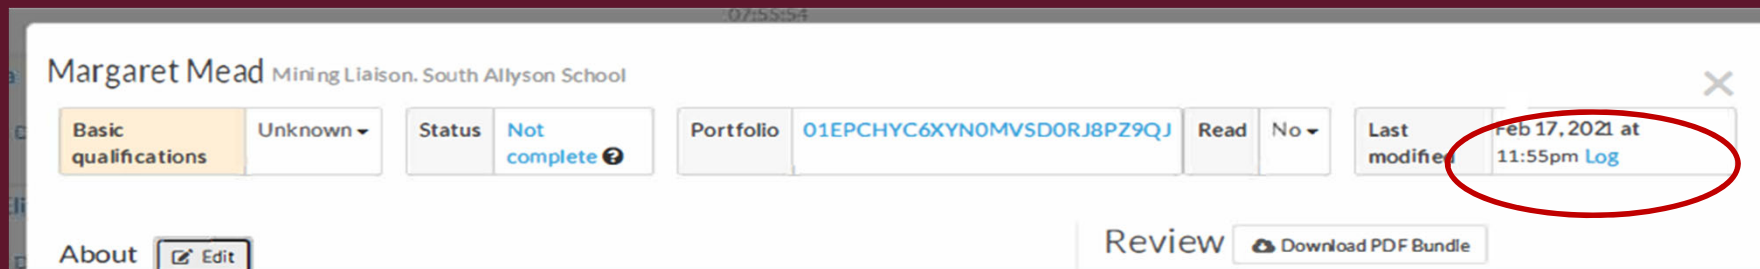 07:55:54
Margaret Mead Mining Liaison. South Allyson School
Basic qualifications Unknown Status Not complete Portfolio 01EPCHYC6XYN0MVSD0RJ8PZ9QJ Read No Last modified Feb 17, 2021 at 11:55pm Log
About Edit Review Download PDF Bundle